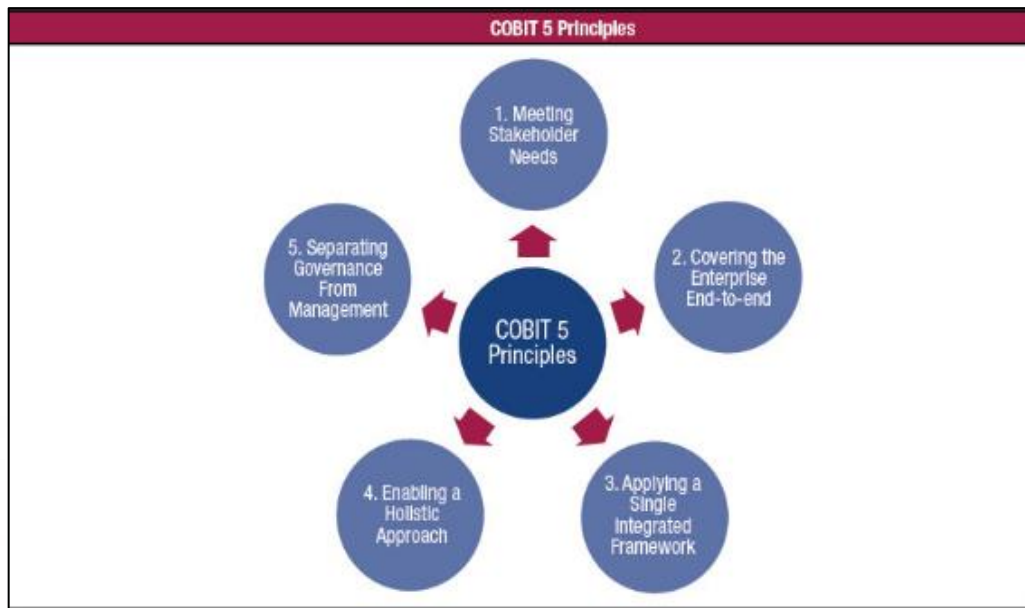 COBIT 5 Principles
1. Meeting
Stakeholder
Needs
2. Covering the
Enterprise
End-to-end
3. Applying a
Single
Integrated
Framework
4. Enabling a
Holistic
Approach
5. Separating
Governance
From
Management
COBIT 5
Principles